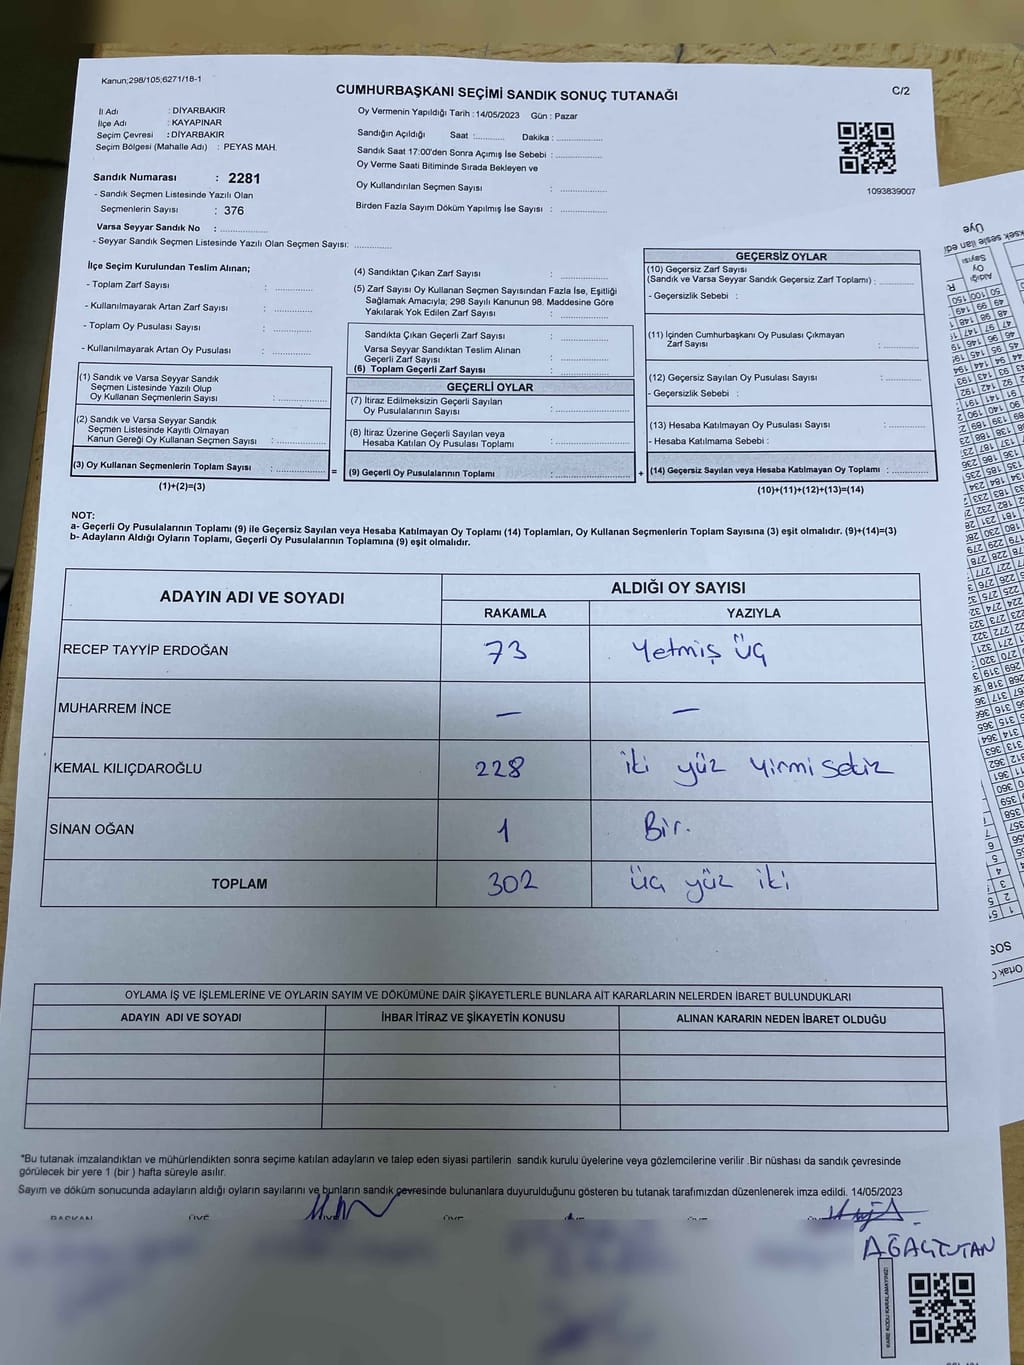 Kanun;298/105;6271/18-1
CUMHURBAŞKANI SEÇİMİ SANDIK SONUÇ TUTANAĞI
C/2
İl Adı : DİYARBAKIR
İlçe Adı : KAYAPINAR
Seçim Çevresi : DİYARBAKIR
Seçim Bölgesi (Mahalle Adı) : PEYAS MAH.
Sandık Numarası : 2281
- Sandık Seçmen Listesinde Yazılı Olan
Seçmenlerin Sayısı : 376
Varsa Seyyar Sandık No : ............
- Seyyar Sandık Seçmen Listesinde Yazılı Olan Seçmen Sayısı: ............
Oy Vermenin Yapıldığı Tarih : 14/05/2023 Gün : Pazar
Sandığın Açıldığı Saat :.......... Dakika : ..............
Sandık Saat 17:00'den Sonra Açımış İse Sebebi : ..............
Oy Verme Saati Bitiminde Sırada Bekleyen ve
Oy Kullandırılan Seçmen Sayısı : ..............
Birden Fazla Sayım Döküm Yapılmış İse Sayısı : ..............
1093839007
İlçe Seçim Kurulundan Teslim Alınan;
- Toplam Zarf Sayısı : ............
- Kullanılmayarak Artan Zarf Sayısı : ............
- Toplam Oy Pusulası Sayısı : ............
- Kullanılmayarak Artan Oy Pusulası : ............
(1) Sandık ve Varsa Seyyar Sandık
Seçmen Listesinde Yazılı Olup
Oy Kullanan Seçmenlerin Sayısı : ..............
(2) Sandık ve Varsa Seyyar Sandık
Seçmen Listesinde Kayıtlı Olmayan
Kanun Gereği Oy Kullanan Seçmen Sayısı : ..............
(3) Oy Kullanan Seçmenlerin Toplam Sayısı : ..............
(1)+(2)=(3)
(4) Sandıktan Çıkan Zarf Sayısı : ..............
(5) Zarf Sayısı Oy Kullanan Seçmen Sayısından Fazla İse, Eşitliği
Sağlamak Amacıyla; 298 Sayılı Kanunun 98. Maddesine Göre
Yakılarak Yok Edilen Zarf Sayısı : ..............
Sandıkta Çıkan Geçerli Zarf Sayısı : ..............
Varsa Seyyar Sandıktan Teslim Alınan
Geçerli Zarf Sayısı : ..............
(6) Toplam Geçerli Zarf Sayısı : ..............
GEÇERLİ OYLAR
(7) İtiraz Edilmeksizin Geçerli Sayılan
Oy Pusulalarının Sayısı : ..............
(8) İtiraz Üzerine Geçerli Sayılan veya
Hesaba Katılan Oy Pusulası Toplamı : ..............
= (9) Geçerli Oy Pusulalarının Toplamı : ..............
GEÇERSİZ OYLAR
(10) Geçersiz Zarf Sayısı
(Sandık ve Varsa Seyyar Sandık Geçersiz Zarf Toplamı) : ..........
- Geçersizlik Sebebi :
(11) İçinden Cumhurbaşkanı Oy Pusulası Çıkmayan
Zarf Sayısı : ..........
(12) Geçersiz Sayılan Oy Pusulası Sayısı : ..........
- Geçersizlik Sebebi :
(13) Hesaba Katılmayan Oy Pusulası Sayısı : ..........
- Hesaba Katılmama Sebebi :
+ (14) Geçersiz Sayılan veya Hesaba Katılmayan Oy Toplamı : ..........
(10)+(11)+(12)+(13)=(14)
NOT:
a- Geçerli Oy Pusulalarının Toplamı (9) ile Geçersiz Sayılan veya Hesaba Katılmayan Oy Toplamı (14) Toplamları, Oy Kullanan Seçmenlerin Toplam Sayısına (3) eşit olmalıdır. (9)+(14)=(3)
b- Adayların Aldığı Oyların Toplamı, Geçerli Oy Pusulalarının Toplamına (9) eşit olmalıdır.
ADAYIN ADI VE SOYADI
ALDIĞI OY SAYISI
RAKAMLA YAZIYLA
RECEP TAYYİP ERDOĞAN 73 Yetmiş üç
MUHARREM İNCE — —
KEMAL KILIÇDAROĞLU 228 iki yüz yirmi sekiz
SİNAN OĞAN 1 Bir.
TOPLAM 302 üç yüz iki
OYLAMA İŞ VE İŞLEMLERİNE VE OYLARIN SAYIM VE DÖKÜMÜNE DAİR ŞİKAYETLERLE BUNLARA AİT KARARLARIN NELERDEN İBARET BULUNDUKLARI
ADAYIN ADI VE SOYADI İHBAR İTİRAZ VE ŞİKAYETİN KONUSU ALINAN KARARIN NEDEN İBARET OLDUĞU
*Bu tutanak imzalandıktan ve mühürlendikten sonra seçime katılan adayların ve talep eden siyasi partilerin sandık kurulu üyelerine veya gözlemcilerine verilir .Bir nüshası da sandık çevresinde
görülecek bir yere 1 (bir ) hafta süreyle asılır.
Sayım ve döküm sonucunda adayların aldığı oyların sayılarını ve bunların sandık çevresinde bulunanlara duyurulduğunu gösteren bu tutanak tarafımızdan düzenlenerek imza edildi. 14/05/2023
BAŞKAN ÜYE ÜYE ÜYE ÜYE
AĞAÇTUTAN
KARE KODU KARALAMAYINIZ!